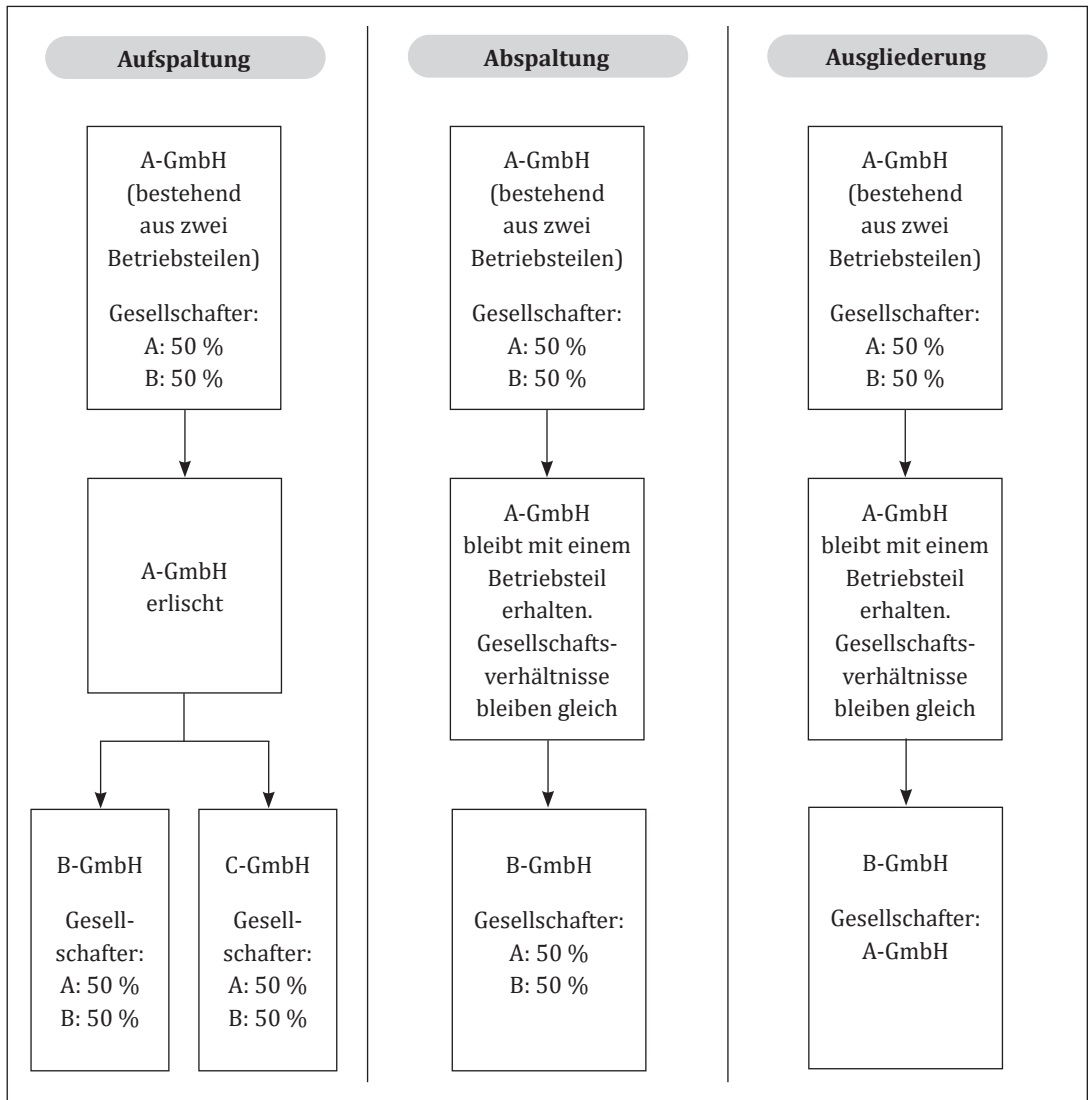 Aufspaltung
A-GmbH
(bestehend
aus zwei
Betriebsteilen)
Gesellschafter:
A: 50 %
B: 50 %
A-GmbH
erlischt
B-GmbH
Gesell-
schafter:
A: 50 %
B: 50 %
C-GmbH
Gesell-
schafter:
A: 50 %
B: 50 %
Abspaltung
A-GmbH
(bestehend
aus zwei
Betriebsteilen)
Gesellschafter:
A: 50 %
B: 50 %
A-GmbH
bleibt mit einem
Betriebsteil
erhalten.
Gesellschafts-
verhältnisse
bleiben gleich
B-GmbH
Gesellschafter:
A: 50 %
B: 50 %
Ausgliederung
A-GmbH
(bestehend
aus zwei
Betriebsteilen)
Gesellschafter:
A: 50 %
B: 50 %
A-GmbH
bleibt mit einem
Betriebsteil
erhalten.
Gesellschafts-
verhältnisse
bleiben gleich
B-GmbH
Gesellschafter:
A-GmbH